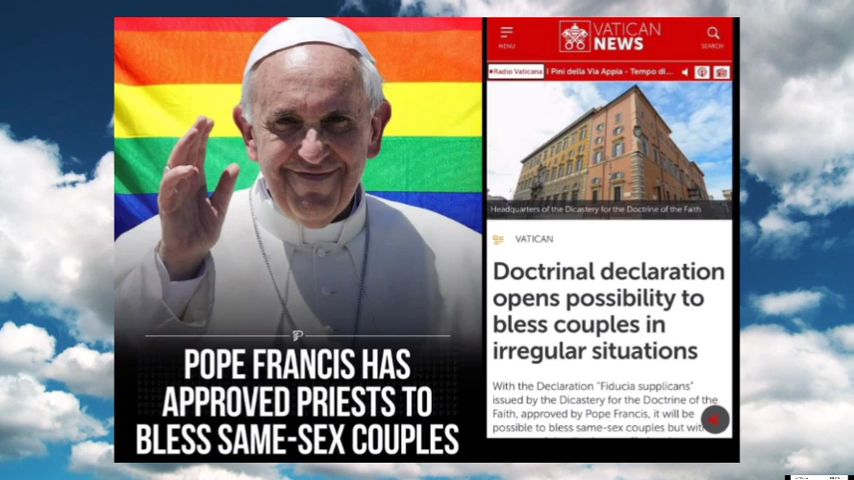 POPE FRANCIS HAS
APPROVED PRIESTS TO
BLESS SAME-SEX COUPLES
MENU
VATICAN
NEWS
SEARCH
Radio Vaticana
I Pini della Via Appia - Tempo di...
Headquarters of the Dicastery for the Doctrine of the Faith
VATICAN
Doctrinal declaration
opens possibility to
bless couples in
irregular situations
With the Declaration "Fiducia supplicans"
issued by the Dicastery for the Doctrine of the
Faith, approved by Pope Francis, it will be
possible to bless same-sex couples but